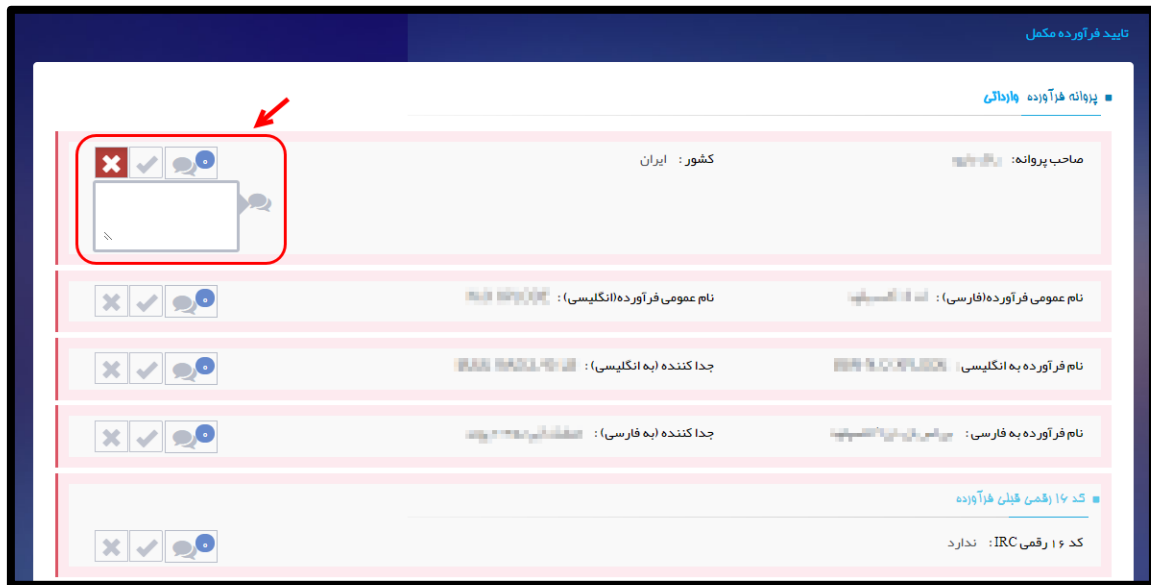 تایید فرآورده مکمل
پروانه فرآورده وارداتی
صاحب پروانه: کشور : ایران
نام عمومی فرآورده(فارسی) : نام عمومی فرآورده(انگلیسی) :
نام فرآورده به انگلیسی : جدا کننده (به انگلیسی) :
نام فرآورده به فارسی : جدا کننده (به فارسی) :
کد ۱۶ رقمی قبلی فرآورده
کد ۱۶ رقمی IRC : ندارد